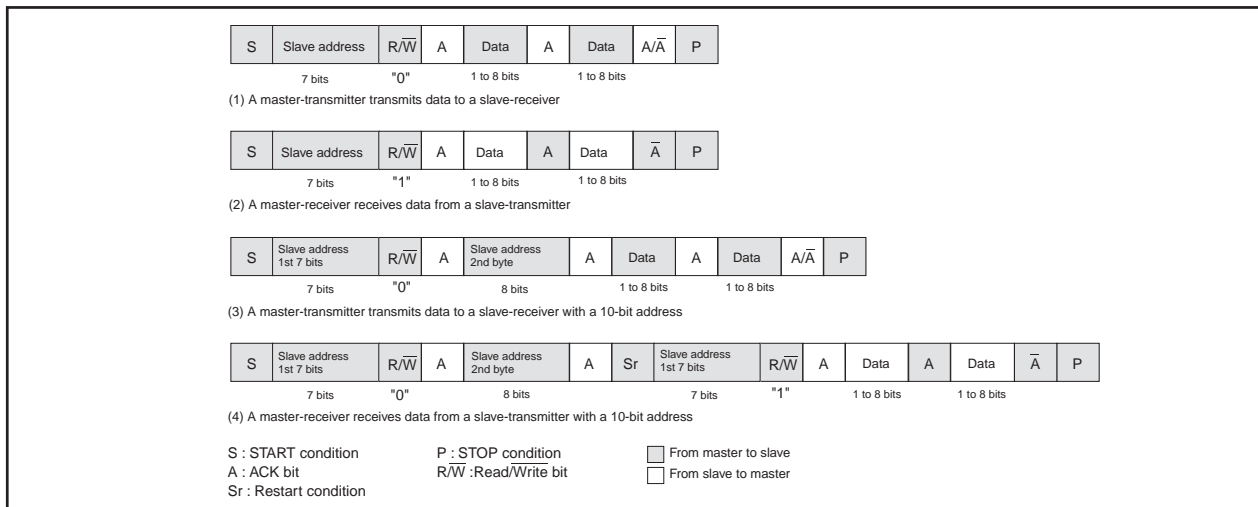 S Slave address R/W̅ A Data A Data A/A̅ P
7 bits "0" 1 to 8 bits 1 to 8 bits
(1) A master-transmitter transmits data to a slave-receiver
S Slave address R/W̅ A Data A Data A̅ P
7 bits "1" 1 to 8 bits 1 to 8 bits
(2) A master-receiver receives data from a slave-transmitter
S Slave address 1st 7 bits R/W̅ A Slave address 2nd byte A Data A Data A/A̅ P
7 bits "0" 8 bits 1 to 8 bits 1 to 8 bits
(3) A master-transmitter transmits data to a slave-receiver with a 10-bit address
S Slave address 1st 7 bits R/W̅ A Slave address 2nd byte A Sr Slave address 1st 7 bits R/W̅ A Data A Data A̅ P
7 bits "0" 8 bits 7 bits "1" 1 to 8 bits 1 to 8 bits
(4) A master-receiver receives data from a slave-transmitter with a 10-bit address
S : START condition P : STOP condition From master to slave
A : ACK bit R/W̅ :Read/W̅r̅i̅t̅e̅ bit From slave to master
Sr : Restart condition